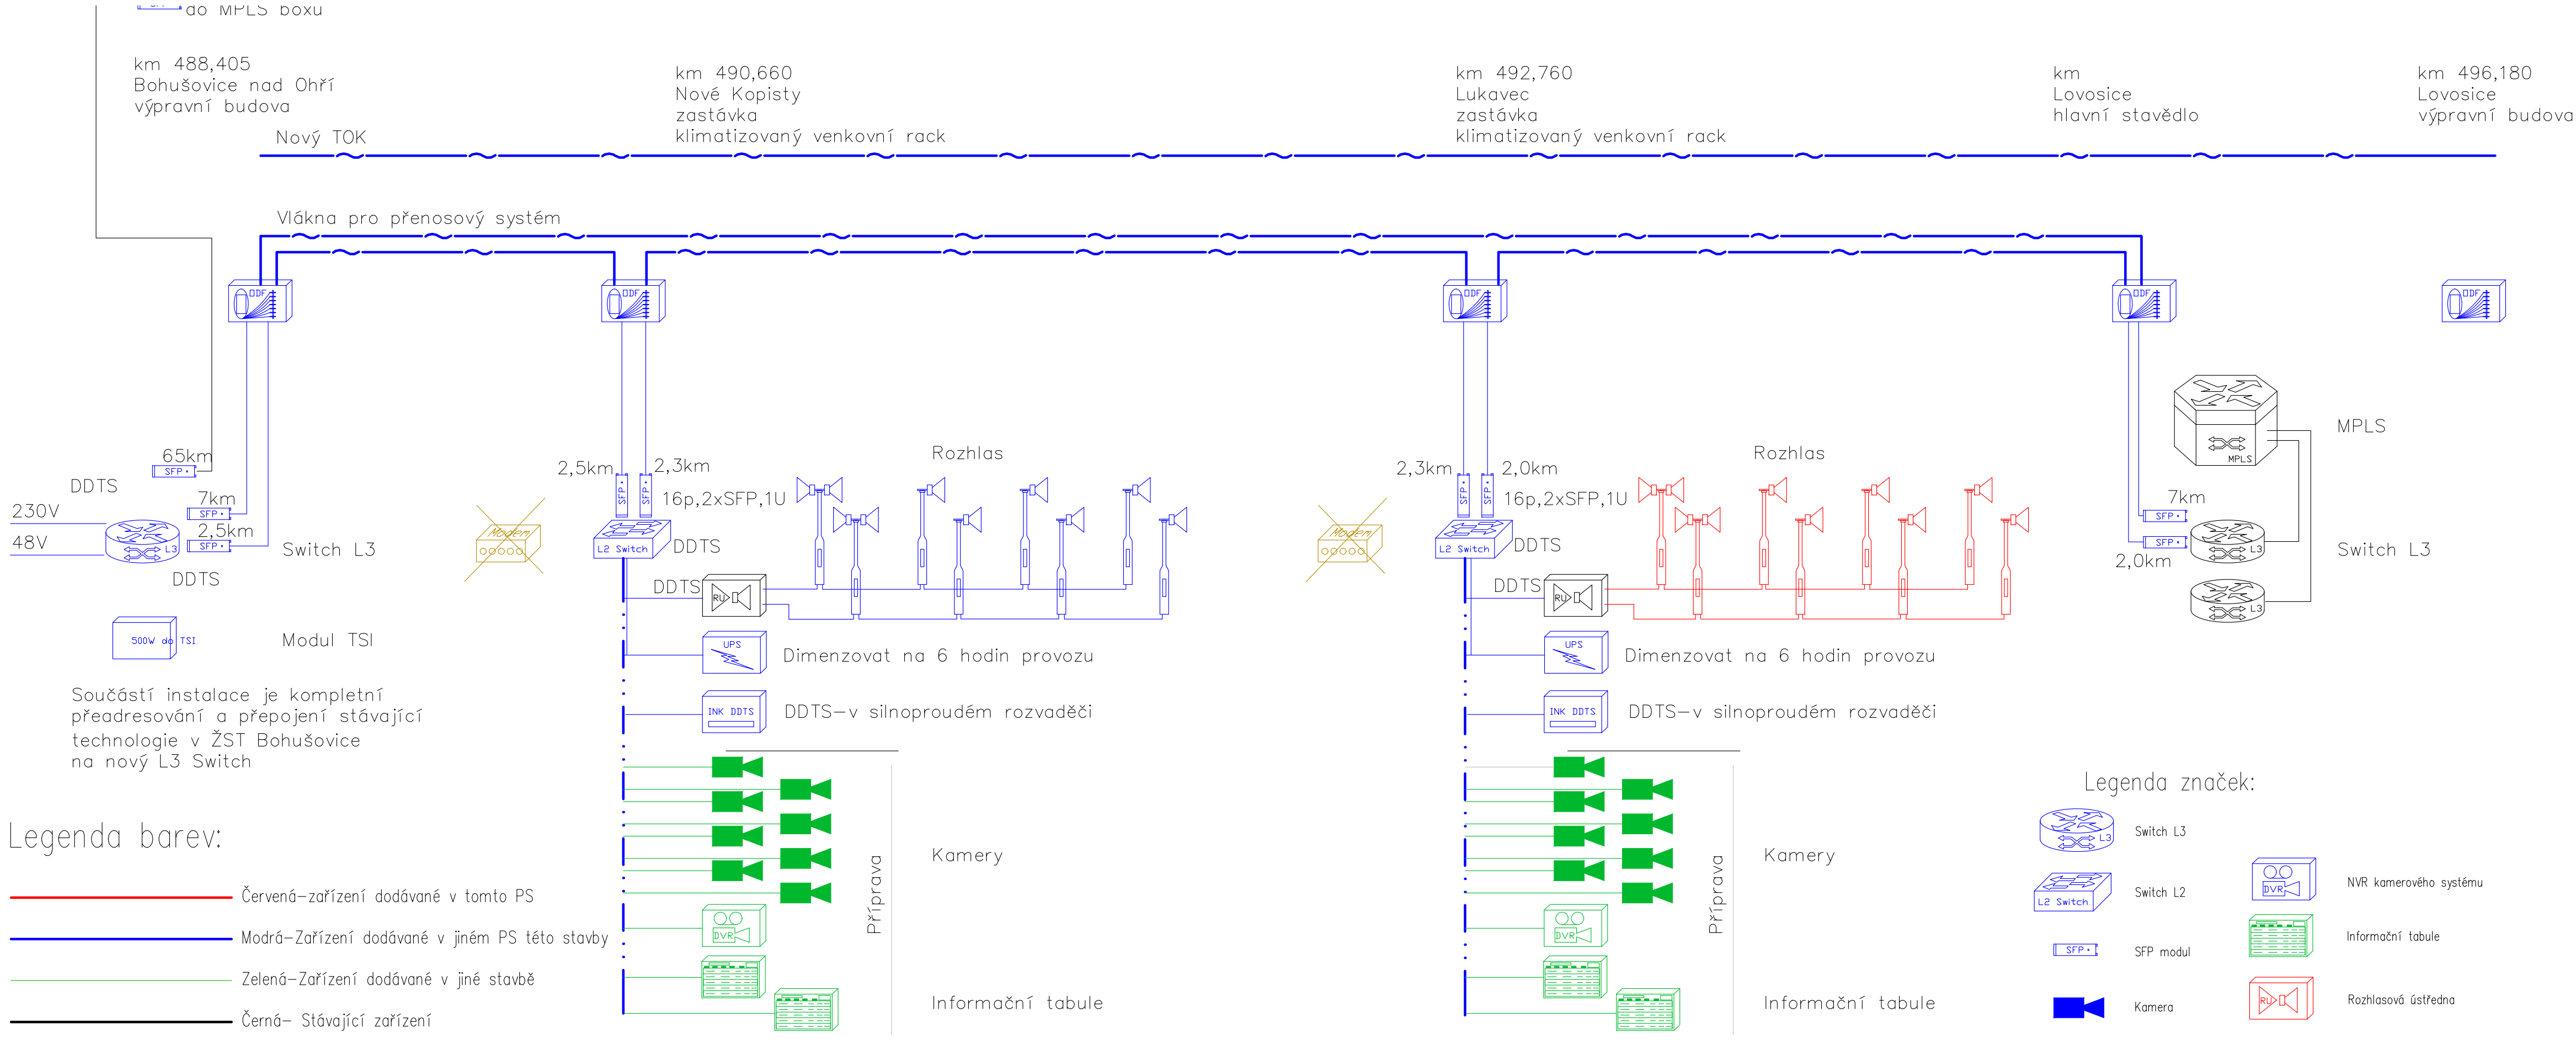 do MPLS boxu
km 488,405
Bohušovice nad Ohří
výpravní budova
km 490,660
Nové Kopisty
zastávka
klimatizovaný venkovní rack
km 492,760
Lukavec
zastávka
klimatizovaný venkovní rack
km
Lovosice
hlavní stavědlo
km 496,180
Lovosice
výpravní budova
Nový TOK
Vlákna pro přenosový systém
ODF
ODF
ODF
ODF
ODF
65km
SFP
DDTS
7km
SFP
230V
48V
2,5km
SFP
L3
Switch L3
DDTS
500W do TSI
Modul TSI
Součástí instalace je kompletní
přeadresování a přepojení stávající
technologie v ŽST Bohušovice
na nový L3 Switch
Modem
2,5km
2,3km
SFP
SFP
16p,2xSFP,1U
L2 Switch
DDTS
DDTS
RU
Rozhlas
UPS
Dimenzovat na 6 hodin provozu
INK DDTS
DDTS-v silnoproudém rozvaděči
Kamery
Příprava
DVR
Informační tabule
Modem
2,3km
2,0km
SFP
SFP
16p,2xSFP,1U
L2 Switch
DDTS
DDTS
RU
Rozhlas
UPS
Dimenzovat na 6 hodin provozu
INK DDTS
DDTS-v silnoproudém rozvaděči
Kamery
Příprava
DVR
Informační tabule
MPLS
MPLS
7km
SFP
SFP
2,0km
L3
Switch L3
L3
Legenda barev:
Červená-zařízení dodávané v tomto PS
Modrá-Zařízení dodávané v jiném PS této stavby
Zelená-Zařízení dodávané v jiné stavbě
Černá- Stávající zařízení
Legenda značek:
L3
Switch L3
L2 Switch
Switch L2
SFP
SFP modul
Kamera
DVR
NVR kamerového systému
Informační tabule
RU
Rozhlasová ústředna